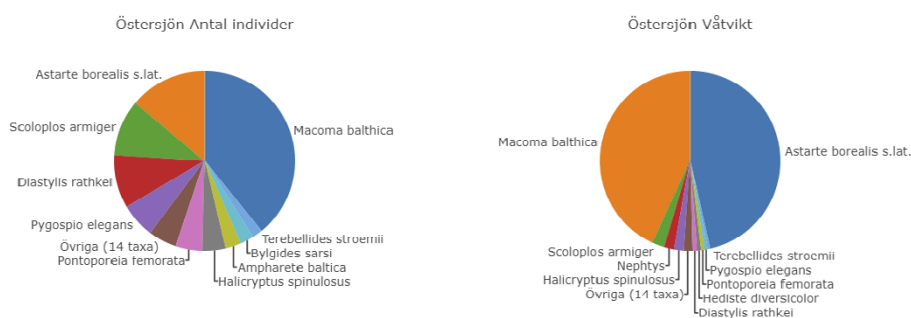 Östersjön Antal individer
Astarte borealis s.lat.
Scoloplos armiger
Macoma balthica
Diastylis rathkei
Pygospio elegans
Övriga (14 taxa)
Pontoporeia femorata
Terebellides stroemii
Bylgides sarsi
Ampharete baltica
Halicryptus spinulosus
Östersjön Våtvikt
Macoma balthica
Astarte borealis s.lat.
Scoloplos armiger
Nephtys
Halicryptus spinulosus
Övriga (14 taxa)
Terebellides stroemii
Pygospio elegans
Pontoporeia femorata
Hediste diversicolor
Diastylis rathkei